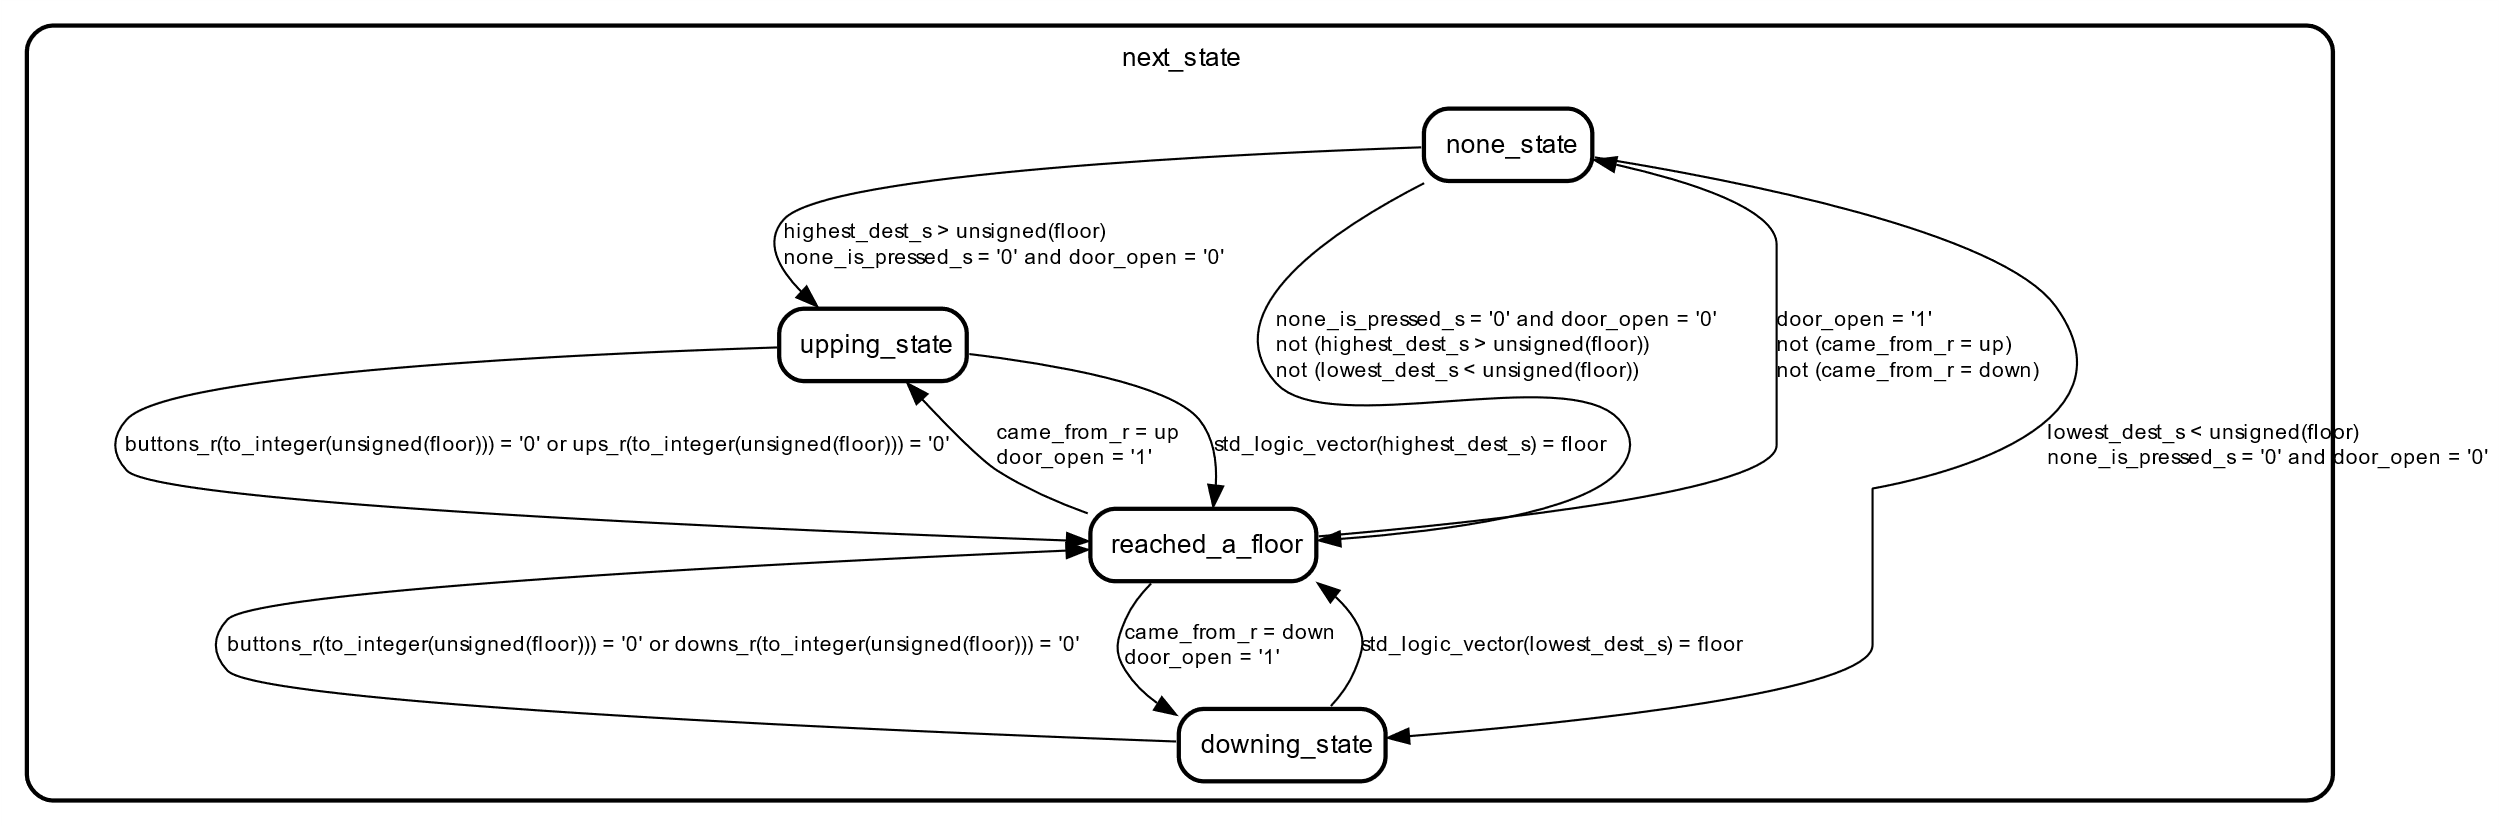 next_state
none_state
highest_dest_s > unsigned(floor)
none_is_pressed_s = '0' and door_open = '0'
none_is_pressed_s = '0' and door_open = '0'
not (highest_dest_s > unsigned(floor))
not (lowest_dest_s < unsigned(floor))
door_open = '1'
not (came_from_r = up)
not (came_from_r = down)
upping_state
buttons_r(to_integer(unsigned(floor))) = '0' or ups_r(to_integer(unsigned(floor))) = '0'
came_from_r = up
door_open = '1'
std_logic_vector(highest_dest_s) = floor
lowest_dest_s < unsigned(floor)
none_is_pressed_s = '0' and door_open = '0'
reached_a_floor
buttons_r(to_integer(unsigned(floor))) = '0' or downs_r(to_integer(unsigned(floor))) = '0'
came_from_r = down
door_open = '1'
std_logic_vector(lowest_dest_s) = floor
downing_state